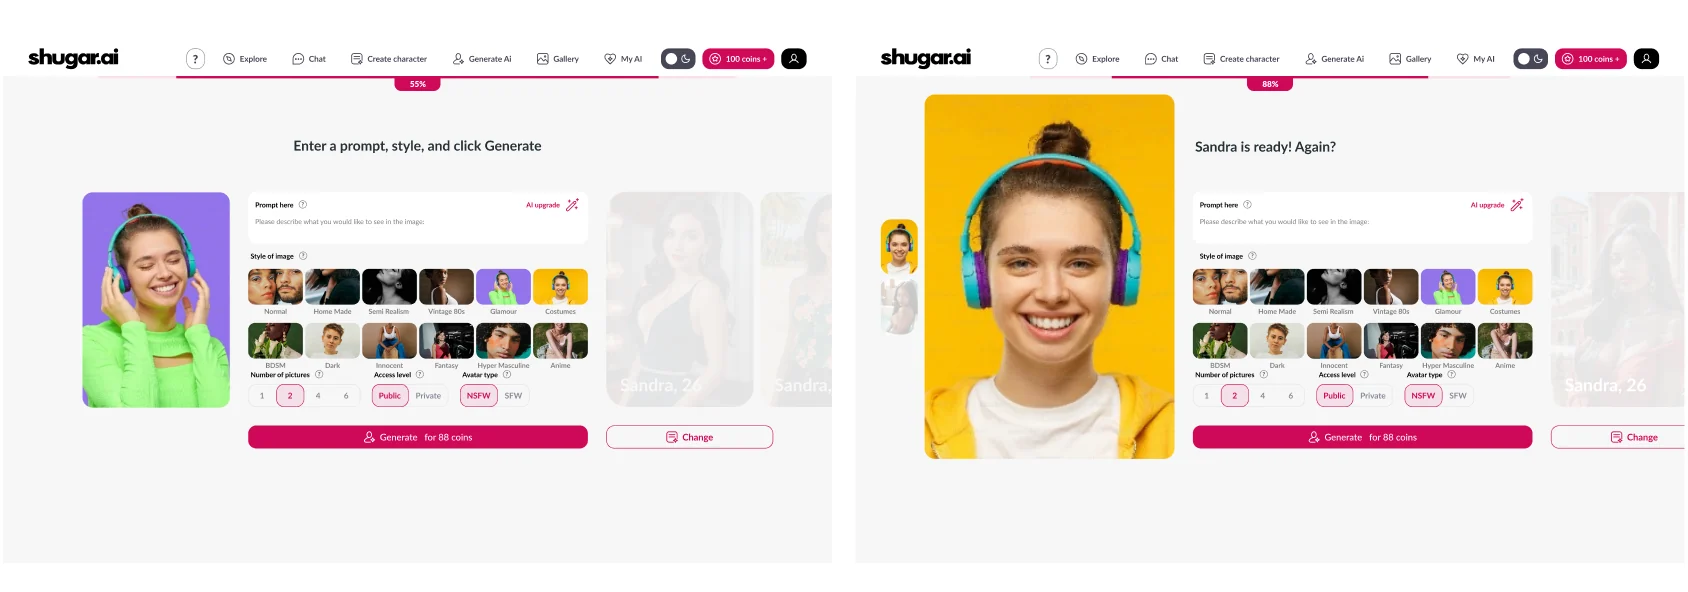 shugar.ai
? Explore Chat Create character Generate Ai Gallery My AI 100 coins +
55%
Enter a prompt, style, and click Generate
Prompt here ? AI upgrade
Please describe what you would like to see in the image:
Style of image ?
Normal Home Made Semi Realism Vintage 80s Glamour Costumes
BDSM Dark Innocent Fantasy Hyper Masculine Anime
Number of pictures ? Access level ? Avatar type ?
1 2 4 6 Public Private NSFW SFW
Generate for 88 coins
Sandra, 26
Sandra,
Change
shugar.ai
? Explore Chat Create character Generate Ai Gallery My AI 100 coins +
88%
Sandra is ready! Again?
Prompt here ? AI upgrade
Please describe what you would like to see in the image:
Style of image ?
Normal Home Made Semi Realism Vintage 80s Glamour Costumes
BDSM Dark Innocent Fantasy Hyper Masculine Anime
Number of pictures ? Access level ? Avatar type ?
1 2 4 6 Public Private NSFW SFW
Generate for 88 coins
Sandra, 26
Change